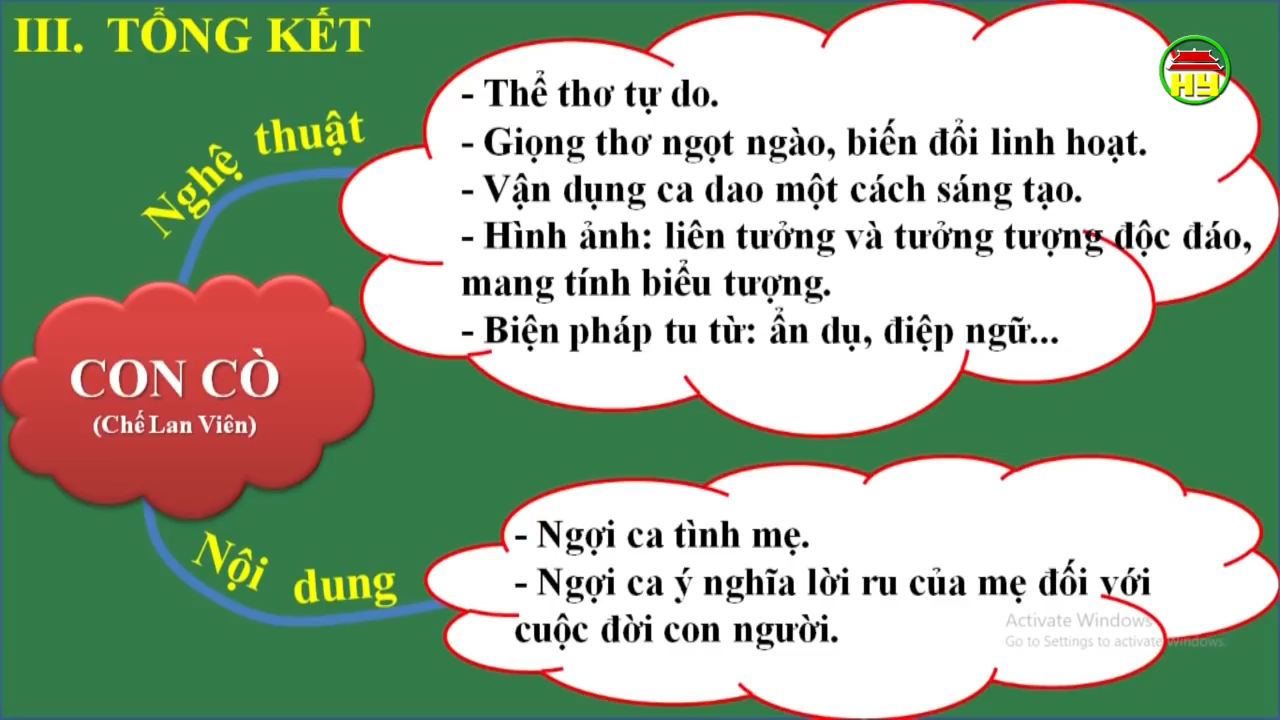 III. TỔNG KẾT
HY
Nghệ thuật
- Thể thơ tự do.
- Giọng thơ ngọt ngào, biến đổi linh hoạt.
- Vận dụng ca dao một cách sáng tạo.
- Hình ảnh: liên tưởng và tưởng tượng độc đáo,
mang tính biểu tượng.
- Biện pháp tu từ: ẩn dụ, điệp ngữ...
CON CÒ
(Chế Lan Viên)
Nội dung
- Ngợi ca tình mẹ.
- Ngợi ca ý nghĩa lời ru của mẹ đối với
cuộc đời con người.
Activate Windows
Go to Settings to activate Windows.